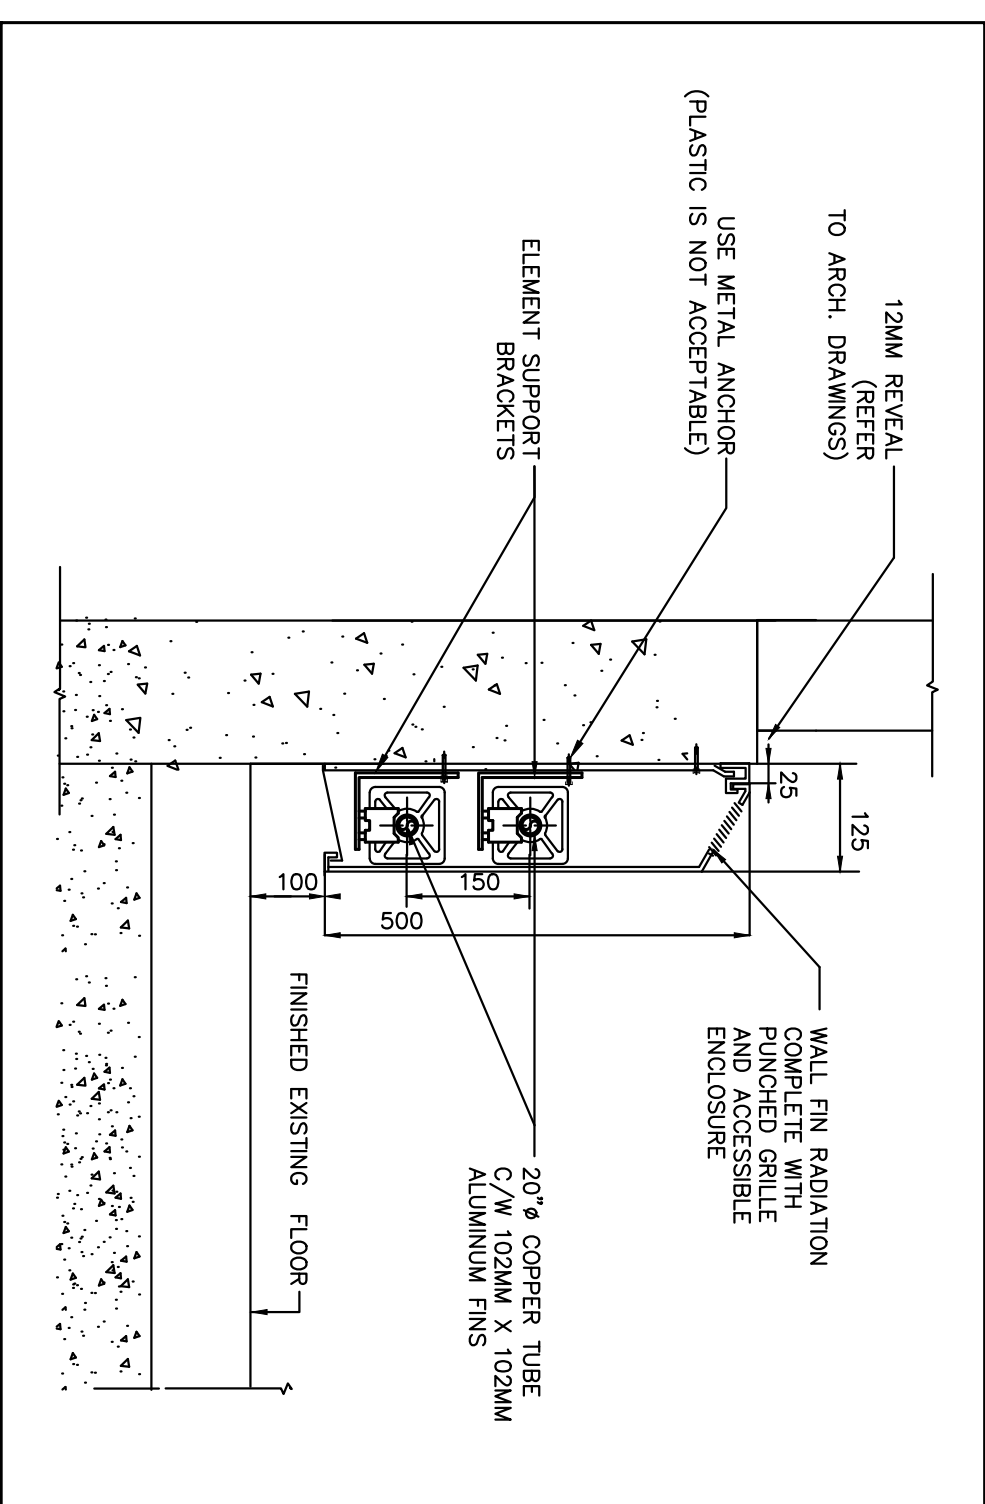 12MM REVEAL
(REFER
TO ARCH. DRAWINGS)
USE METAL ANCHOR
(PLASTIC IS NOT ACCEPTABLE)
ELEMENT SUPPORT
BRACKETS
25
125
100
150
500
WALL FIN RADIATION
COMPLETE WITH
PUNCHED GRILLE
AND ACCESSIBLE
ENCLOSURE
20"ø COPPER TUBE
C/W 102MM X 102MM
ALUMINUM FINS
FINISHED EXISTING FLOOR